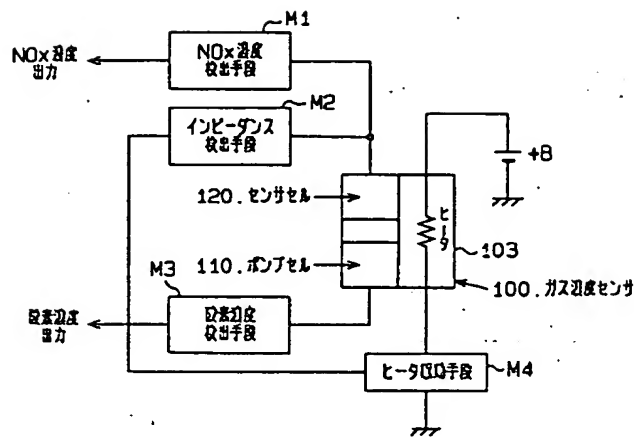 M1
NOx濃度
検出手段
NOx濃度
出力
M2
インピーダンス
検出手段
+B
120.センサセル
ヒータ
103
110.ポンプセル
100.ガス濃度センサ
M3
酸素濃度
検出手段
酸素濃度
出力
ヒータ制御手段
M4